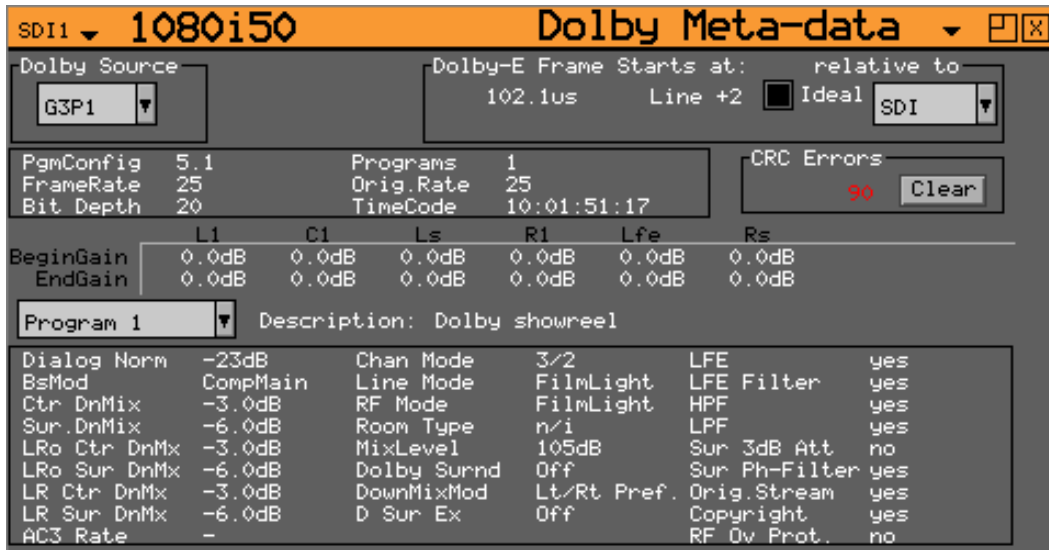 SDI1 1080i50 Dolby Meta-data
Dolby Source
G3P1
Dolby-E Frame Starts at: relative to
102.1us Line +2 Ideal SDI
PgmConfig 5.1 Programs 1
FrameRate 25 Orig.Rate 25
Bit Depth 20 TimeCode 10:01:51:17
CRC Errors
90 Clear
L1 C1 Ls R1 Lfe Rs
BeginGain 0.0dB 0.0dB 0.0dB 0.0dB 0.0dB 0.0dB
EndGain 0.0dB 0.0dB 0.0dB 0.0dB 0.0dB 0.0dB
Program 1 Description: Dolby showreel
Dialog Norm -23dB Chan Mode 3/2 LFE yes
BsMod CompMain Line Mode FilmLight LFE Filter yes
Ctr DnMix -3.0dB RF Mode FilmLight HPF yes
Sur.DnMix -6.0dB Room Type n/i LPF yes
LRo Ctr DnMx -3.0dB MixLevel 105dB Sur 3dB Att no
LRo Sur DnMx -6.0dB Dolby Surnd Off Sur Ph-Filter yes
LR Ctr DnMx -3.0dB DownMixMod Lt/Rt Pref. Orig.Stream yes
LR Sur DnMx -6.0dB D Sur Ex Off Copyright yes
AC3 Rate - RF Ov Prot. no